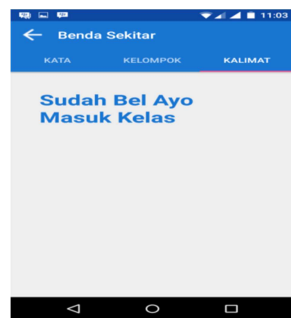 11:03
Benda Sekitar
KATA KELOMPOK KALIMAT
Sudah Bel Ayo
Masuk Kelas